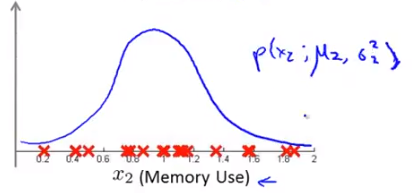 p(x₂; μ₂, σ₂²)
0.2 0.4 0.6 0.8 1 1.2 1.4 1.6 1.8 2
x₂ (Memory Use)